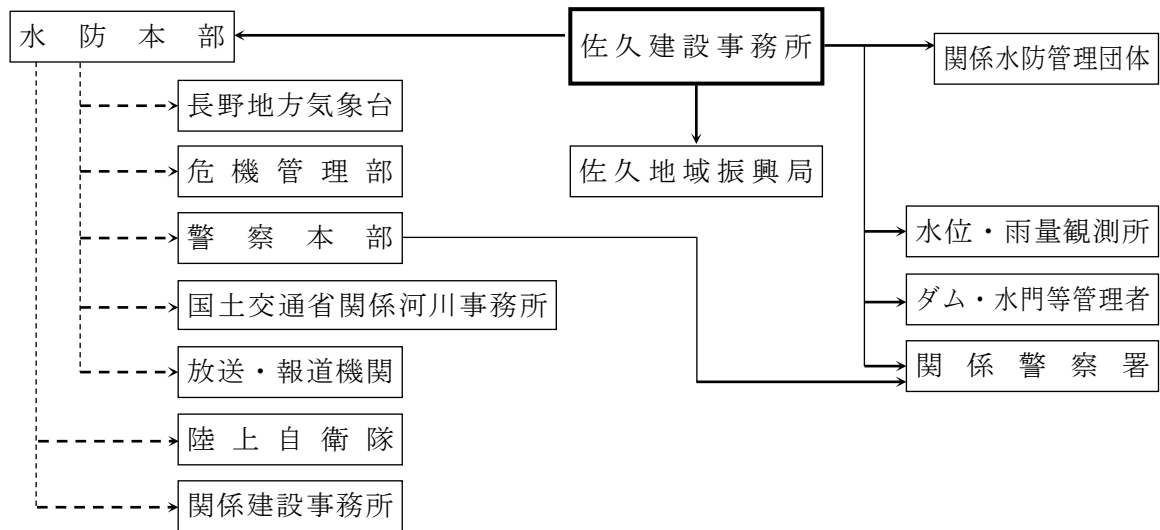 水防本部
佐久建設事務所
関係水防管理団体
長野地方気象台
危機管理部
佐久地域振興局
警察本部
水位・雨量観測所
国土交通省関係河川事務所
ダム・水門等管理者
放送・報道機関
関係警察署
陸上自衛隊
関係建設事務所